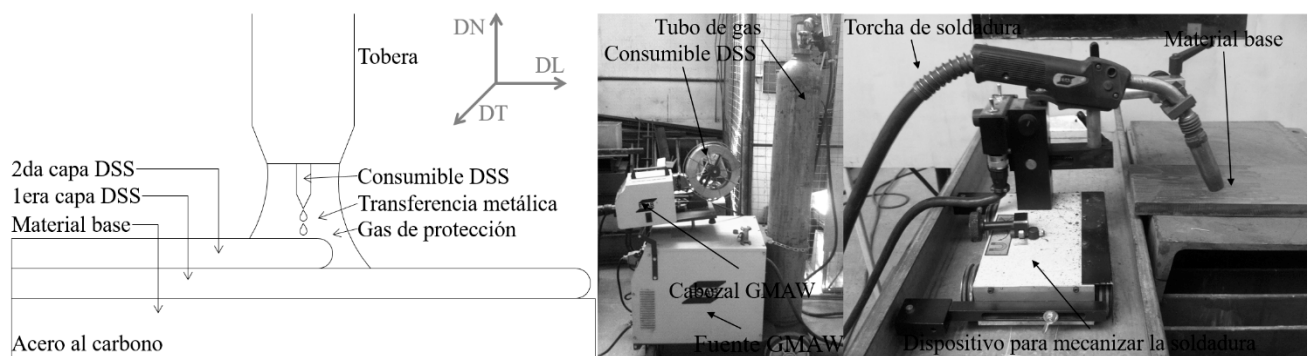 DN
DL
DT
Tobera
2da capa DSS
1era capa DSS
Material base
Consumible DSS
Transferencia metálica
Gas de protección
Acero al carbono
Tubo de gas
Consumible DSS
Cabozal GMAW
Fuente GMAW
Torcha de soldadura
Material base
Dispositivo para mecanizar la soldadura